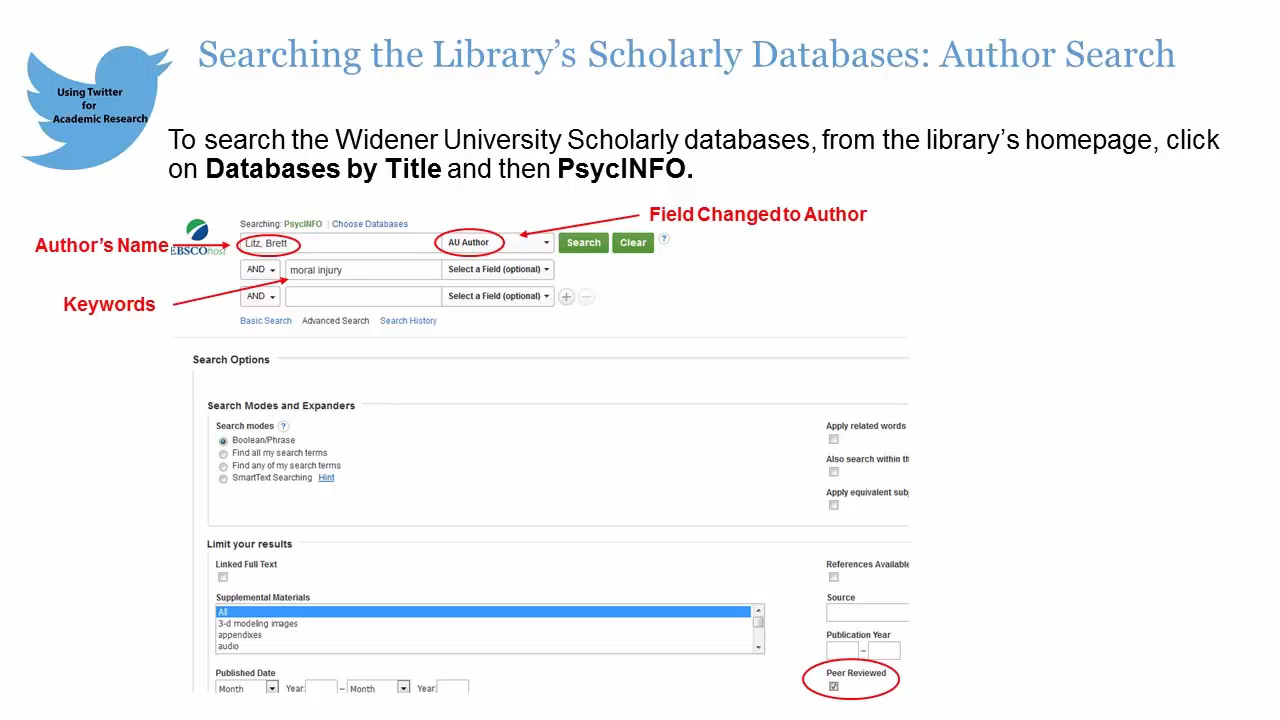 Searching the Library's Scholarly Databases: Author Search
Using Twitter
for
Academic Research
To search the Widener University Scholarly databases, from the library's homepage, click
on Databases by Title and then PsycINFO.
Field Changed to Author
Author's Name
Keywords
EBSCOhost
Searching: PsycINFO | Choose Databases
Litz, Brett AU Author Search Clear ?
AND moral injury Select a Field (optional)
AND Select a Field (optional)
Basic Search Advanced Search Search History
Search Options
Search Modes and Expanders
Search modes ?
Boolean/Phrase
Find all my search terms
Find any of my search terms
SmartText Searching Hint
Apply related words
Also search within th
Apply equivalent subj
Limit your results
Linked Full Text
References Available
Supplemental Materials
All
3-d modeling images
appendixes
audio
Source
Publication Year
–
Published Date
Month Year: – Month Year:
Peer Reviewed